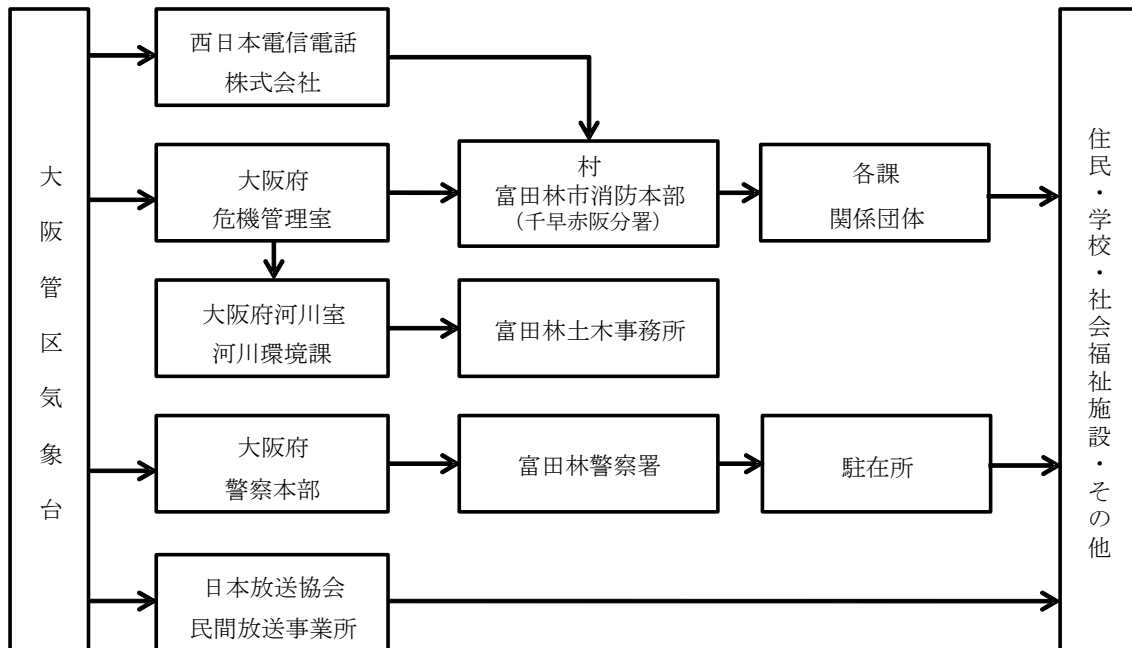 大阪管区気象台
西日本電信電話
株式会社
大阪府
危機管理室
村
富田林市消防本部
(千早赤阪分署)
各課
関係団体
大阪府河川室
河川環境課
富田林土木事務所
大阪府
警察本部
富田林警察署
駐在所
日本放送協会
民間放送事業所
住民・学校・社会福祉施設・その他